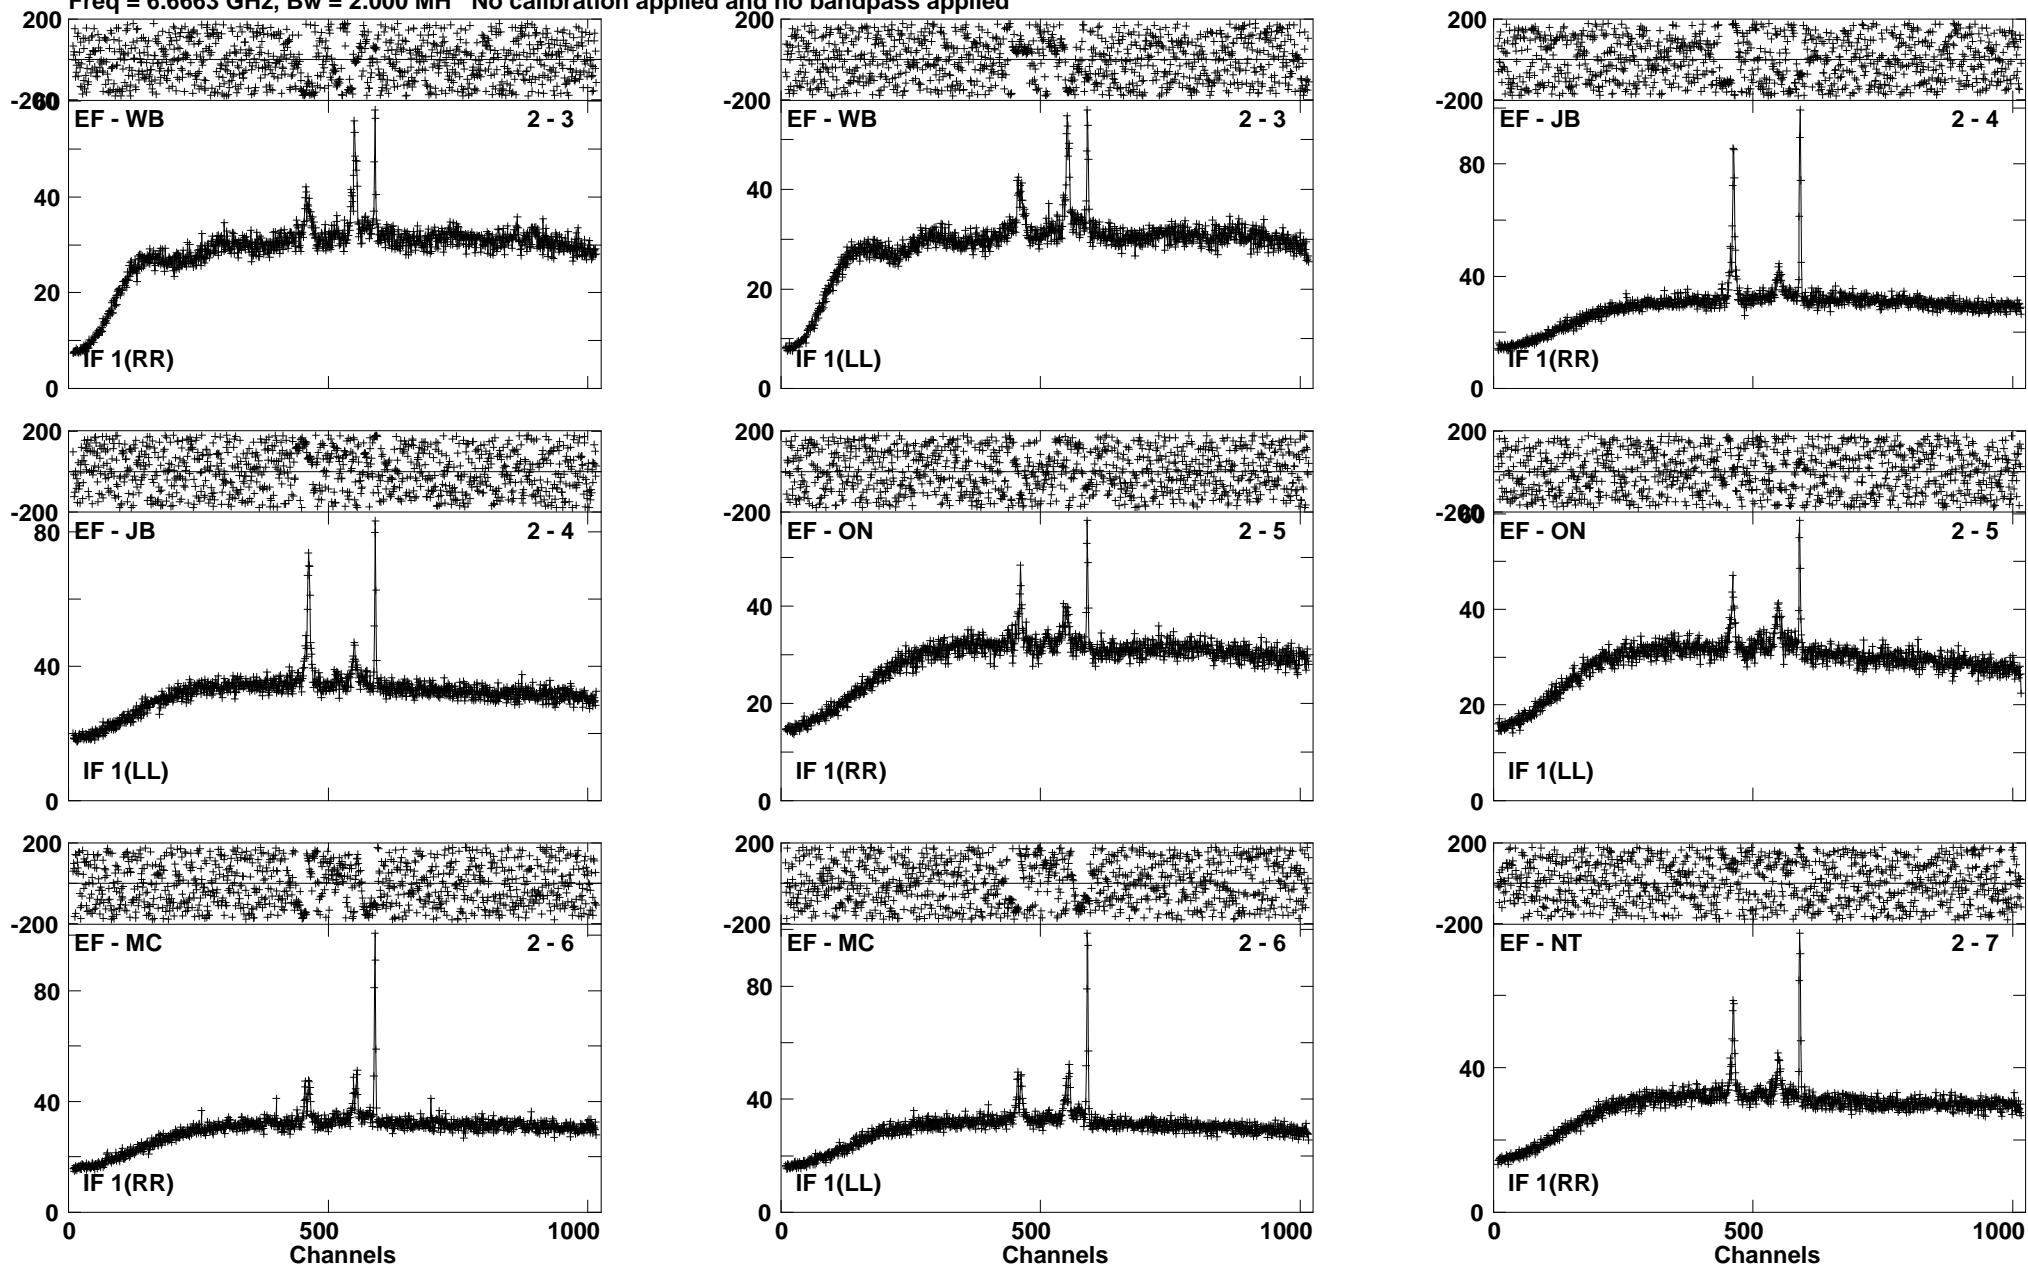 Freq = 6.6663 GHz, Bw = 2.000 MH No calibration applied and no bandpass applied
200 200 200
-200 -200 -200
60
EF - WB 2 - 3 EF - WB 2 - 3 EF - JB 2 - 4
80
40 40
40
20 20
IF 1(RR) IF 1(LL) IF 1(RR)
0 0 0
200 200 200
-200 -200 -200
60
EF - JB 2 - 4 EF - ON 2 - 5 EF - ON 2 - 5
80
40 40
40
20 20
IF 1(LL) IF 1(RR) IF 1(LL)
0 0 0
200 200 200
-200 -200 -200
EF - MC 2 - 6 EF - MC 2 - 6 EF - NT 2 - 7
80 80
40 40 40
IF 1(RR) IF 1(LL) IF 1(RR)
0 0 0
0 500 1000 0 500 1000 0 500 1000
Channels Channels Channels